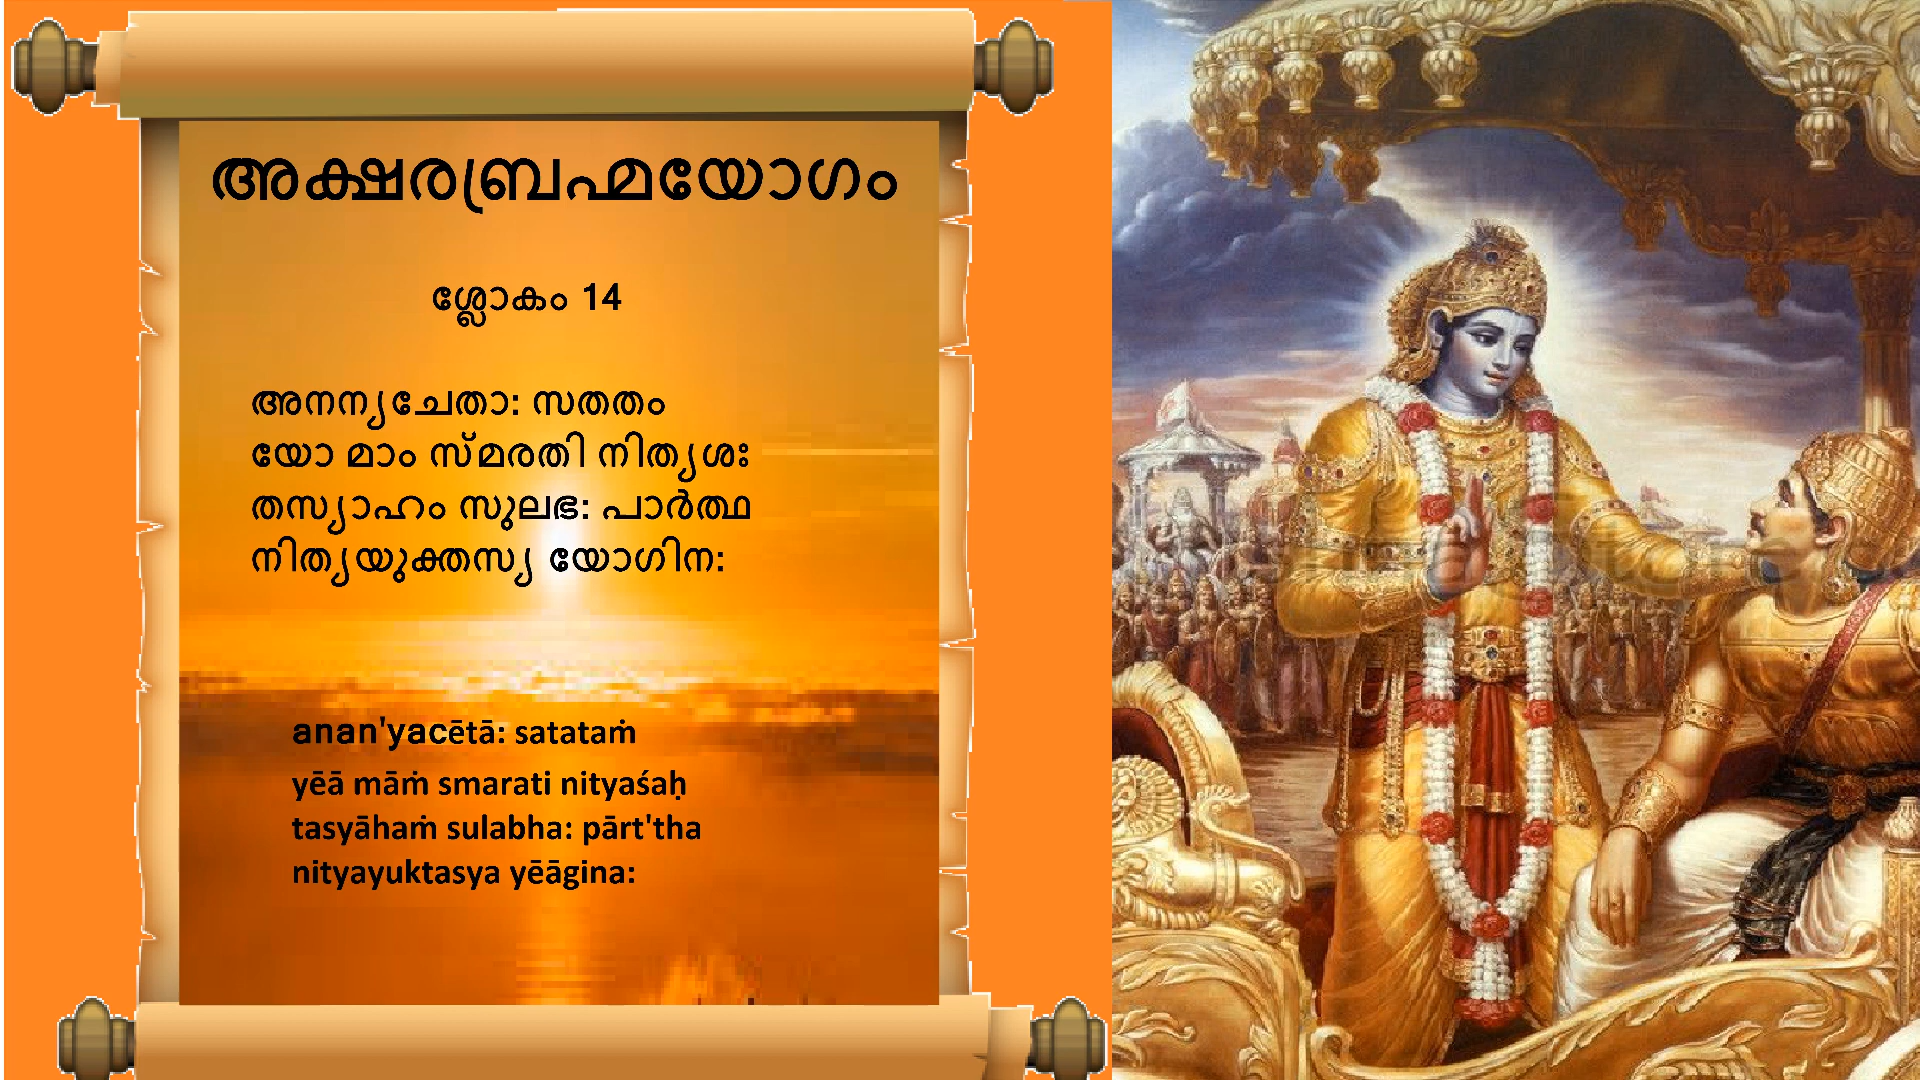 അക്ഷരബ്രഹ്മയോഗം
ശ്ലോകം 14
അനന്യചേതാ: സതതം
യോ മാം സ്മരതി നിത്യശഃ
തസ്യാഹം സുലഭ: പാർത്ഥ
നിത്യയുക്തസ്യ യോഗിന:
anan'yacētā: satataṁ
yēā māṁ smarati nityaśaḥ
tasyāhaṁ sulabha: pārt'tha
nityayuktasya yēāgina: